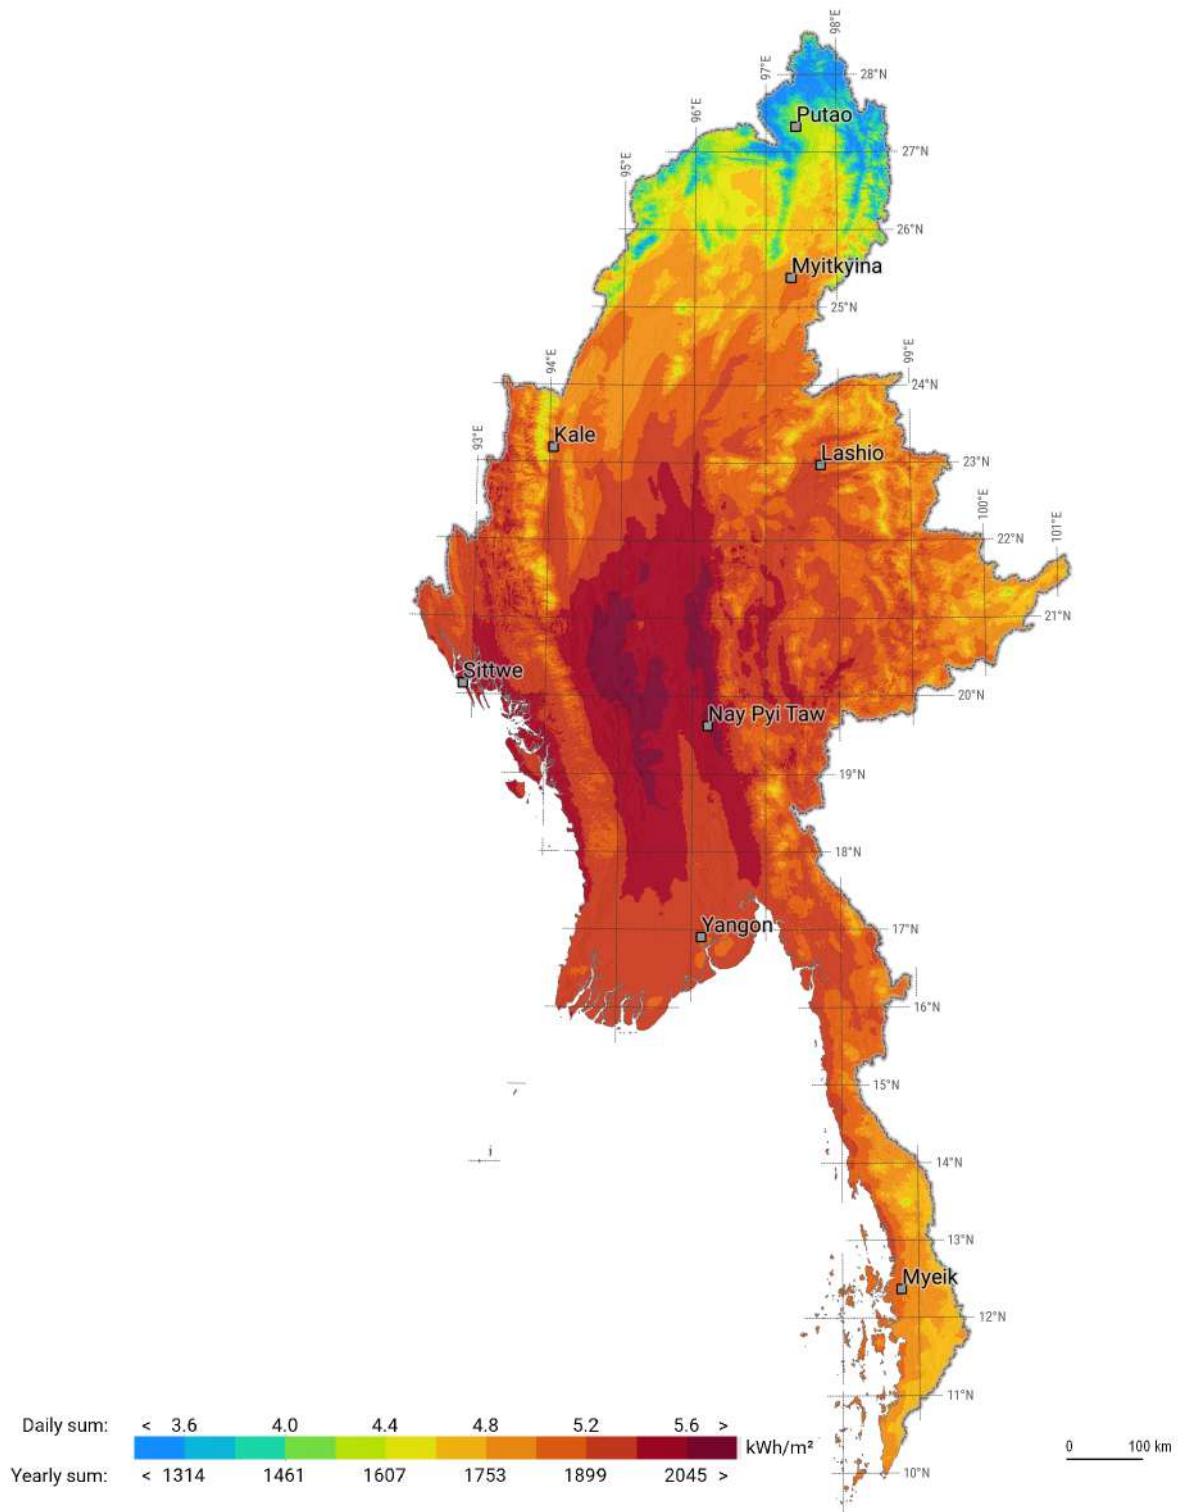 98°E
97°E
28°N
Putao
96°E
27°N
95°E
26°N
Myitkyina
25°N
94°E
99°E
24°N
93°E
Kale
Lashio
23°N
100°E
101°E
22°N
21°N
Sittwe
20°N
Nay Pyi Taw
19°N
18°N
Yangon
17°N
16°N
15°N
14°N
13°N
Myeik
12°N
11°N
Daily sum: < 3.6 4.0 4.4 4.8 5.2 5.6 >
kWh/m²
Yearly sum: < 1314 1461 1607 1753 1899 2045 >
0 100 km
10°N